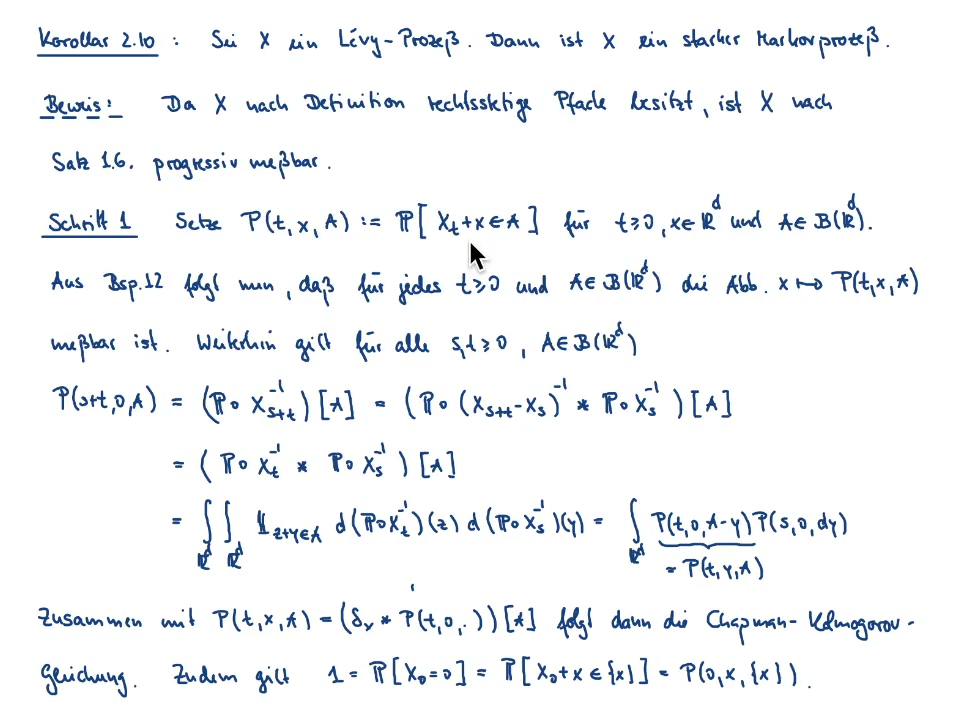 Korollar 2.10 : Sei X ein Lévy-Prozeß. Dann ist X ein starker Markovprozeß.
Beweis: Da X nach Definition rechtsstetige Pfade besitzt, ist X nach
Satz 1.6. progressiv meßbar.
Schritt 1 Setze P(t,x,A) := ℙ[X_t+x∈A] für t≥0, x∈ℝ^d und A∈B(ℝ^d).
Aus Bsp.12 folgt nun, daß für jedes t≥0 und A∈B(ℝ^d) die Abb. x↦P(t,x,A)
meßbar ist. Weiterhin gilt für alle s,t≥0, A∈B(ℝ^d)
P(s+t,0,A) = (ℙ∘X_{s+t}^{-1})[A] = (ℙ∘(X_{s+t}-X_s)^{-1} * ℙ∘X_s^{-1})[A]
= (ℙ∘X_t^{-1} * ℙ∘X_s^{-1})[A]
= ∫_{ℝ^d} ∫_{ℝ^d} 𝟙_{z+y∈A} d(ℙ∘X_t^{-1})(z) d(ℙ∘X_s^{-1})(y) = ∫_{ℝ^d} P(t,0,A-y) P(s,0,dy)
= P(t,y,A)
Zusammen mit P(t,x,A) = (δ_x * P(t,0,·))[A] folgt dann die Chapman-Kolmogorov-
Gleichung. Zudem gilt 1 = ℙ[X_0=0] = ℙ[X_0+x∈{x}] = P(0,x,{x}).